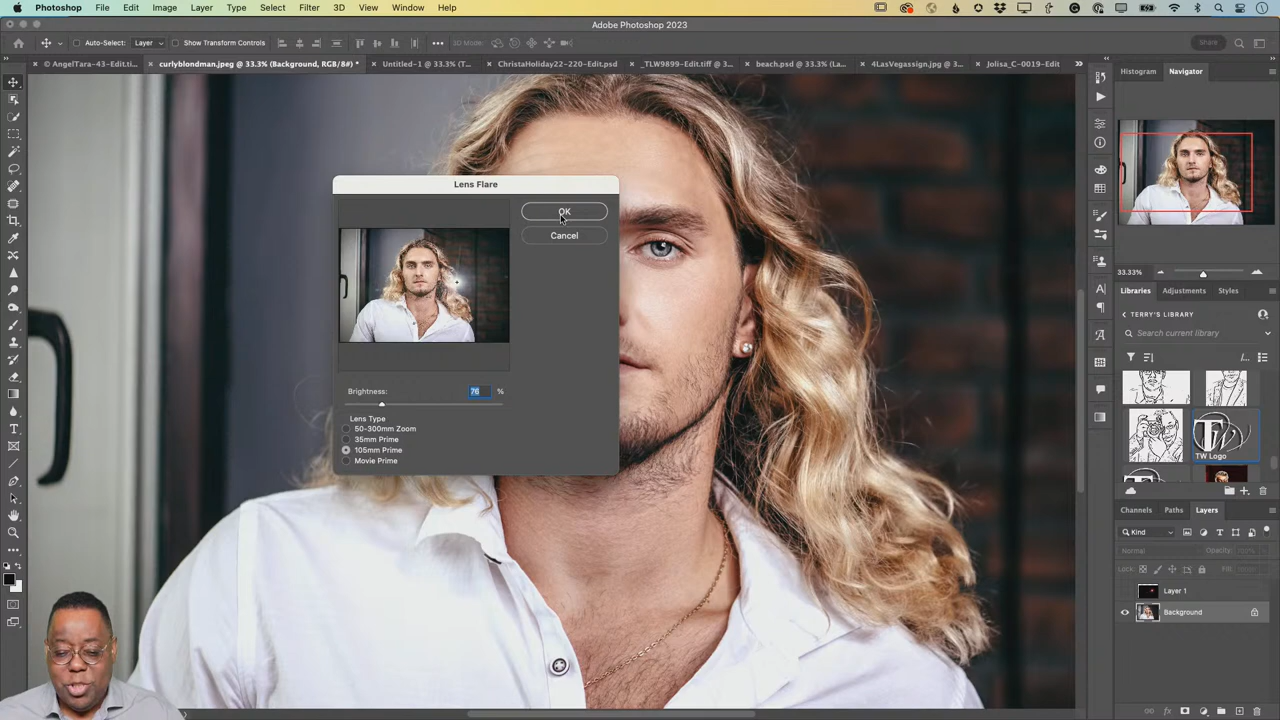 Photoshop File Edit Image Layer Type Select Filter 3D View Window Help
Adobe Photoshop 2023
Auto-Select: Layer Show Transform Controls 3D Mode: Share
© AngelTara-43-Edit.ti... curlyblondman.jpeg @ 33.3% (Background, RGB/8#) * Untitled-1 @ 33.3% (T... ChristaHoliday22-220-Edit.psd _TLW9899-Edit.tiff @ 3... beach.psd @ 33.3% (La... 4LasVegassign.jpg @ 3... Jolisa_C-0019-Edit
Histogram Navigator
Lens Flare
OK
Cancel
33.33%
Libraries Adjustments Styles
TERRY'S LIBRARY
Search current library
Brightness: 76 %
Lens Type
50-300mm Zoom
35mm Prime
105mm Prime
Movie Prime
TW Logo
Channels Paths Layers
Kind
Normal Opacity: 100%
Lock: Fill:
Layer 1
Background